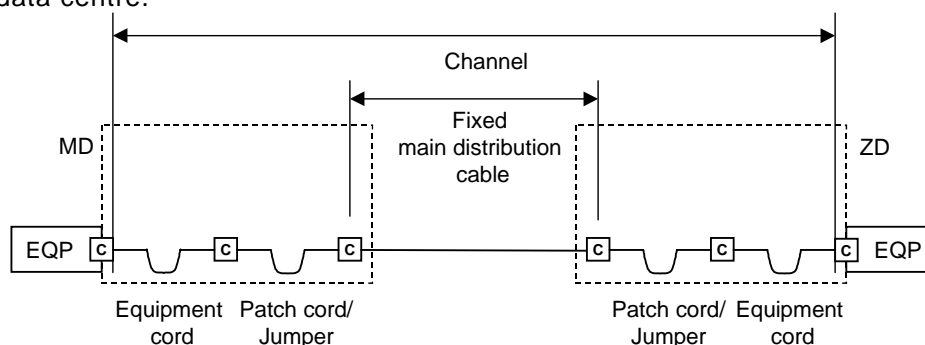 data centre.
Channel
Fixed
main distribution
cable
MD
ZD
EQP C C C C C C EQP
Equipment cord
Patch cord/ Jumper
Patch cord/ Jumper
Equipment cord